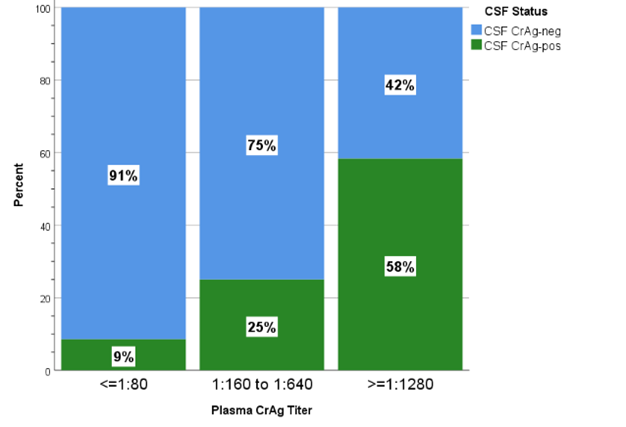 CSF Status
CSF CrAg-neg
CSF CrAg-pos
Percent
100
80
60
40
20
0
91%
9%
75%
25%
42%
58%
<=1:80
1:160 to 1:640
>=1:1280
Plasma CrAg Titer